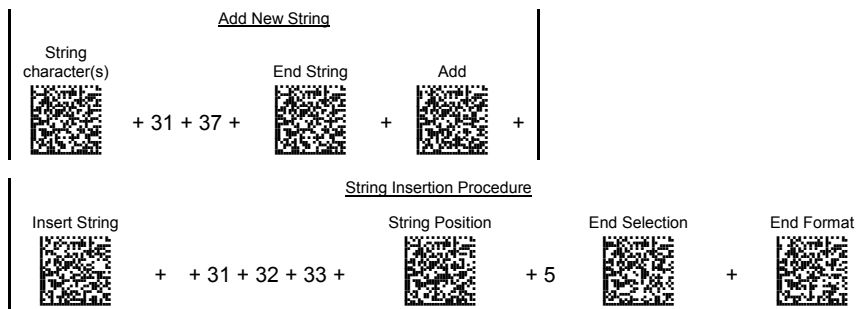 Add New String
String
character(s)
End String
Add
+ 31 + 37 +
+
+
String Insertion Procedure
Insert String
String Position
End Selection
End Format
+
+ 31 + 32 + 33 +
+ 5
+